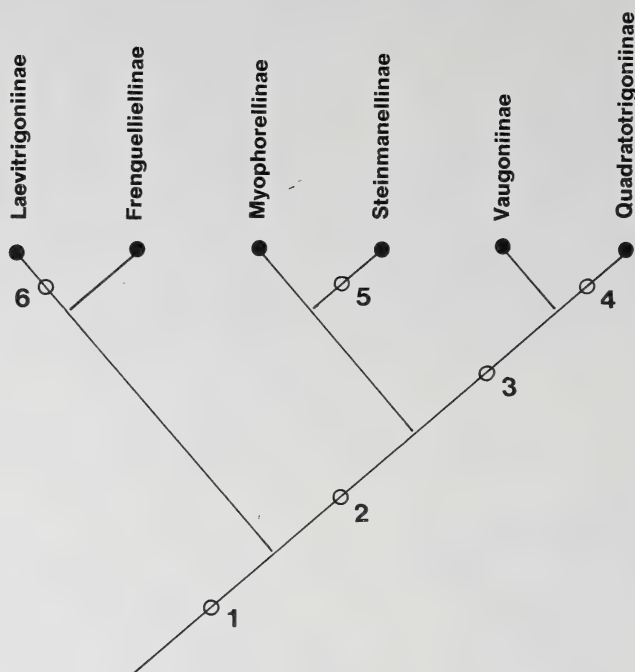 Laevitrigoniinae
Frenguelliellinae
Myophorellinae
Steinmanellinae
Vaugoniinae
Quadratotrigoniinae
6
5
4
3
2
1